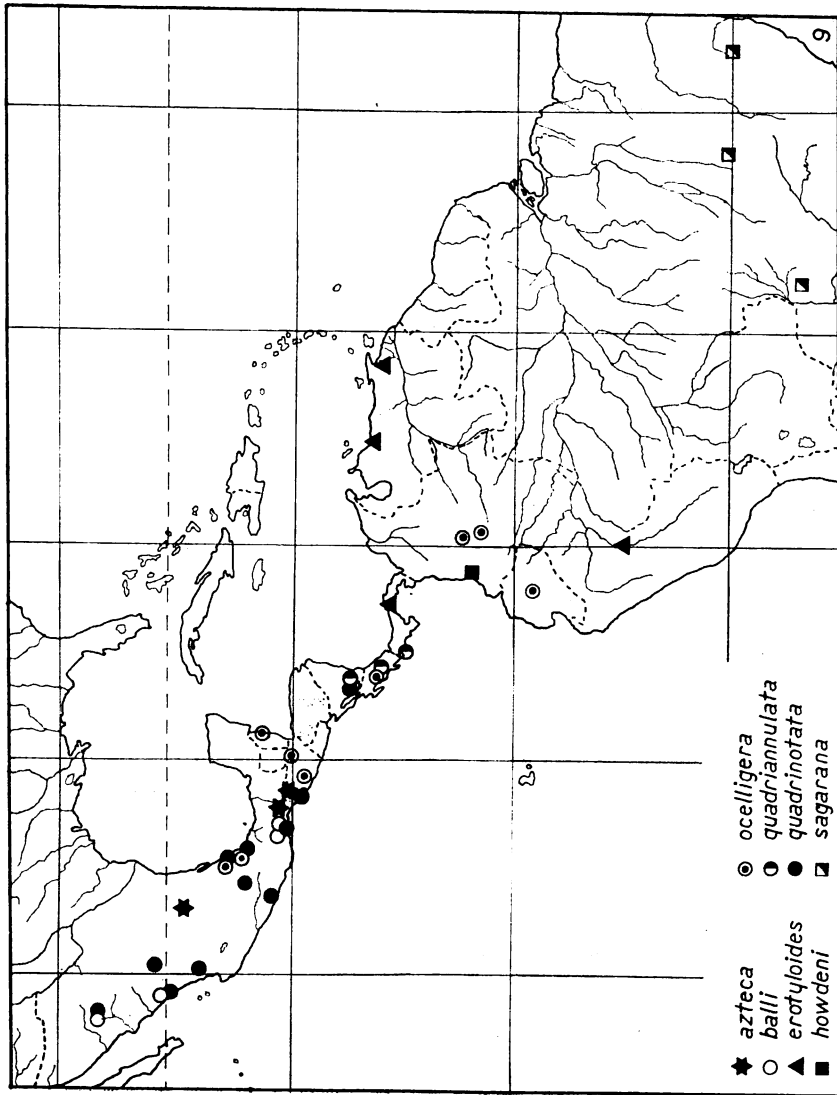 azteca
balli
erotyloides
howdeni
ocelligera
quadriannulata
quadrinotata
sagarana
9